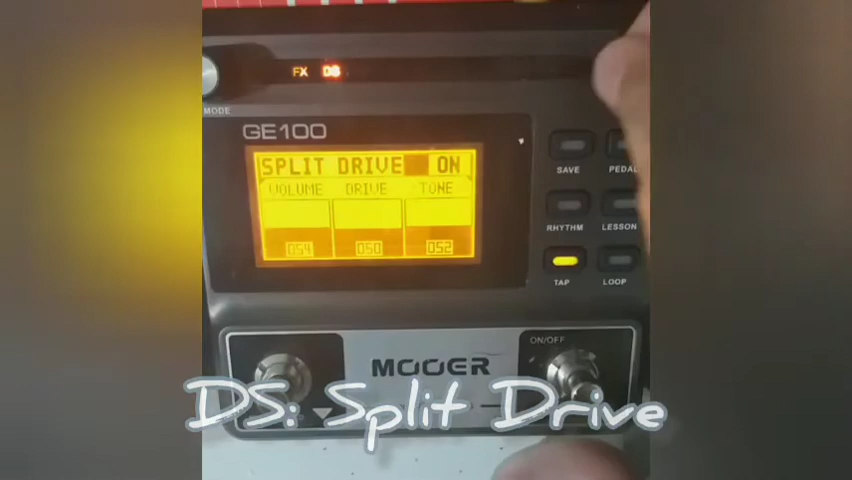 FX DS
MODE
GE100
SPLIT DRIVE ON
VOLUME DRIVE TONE
054 050 052
SAVE PEDAL
RHYTHM LESSON
TAP LOOP
ON/OFF
MOOER
DS: Split Drive